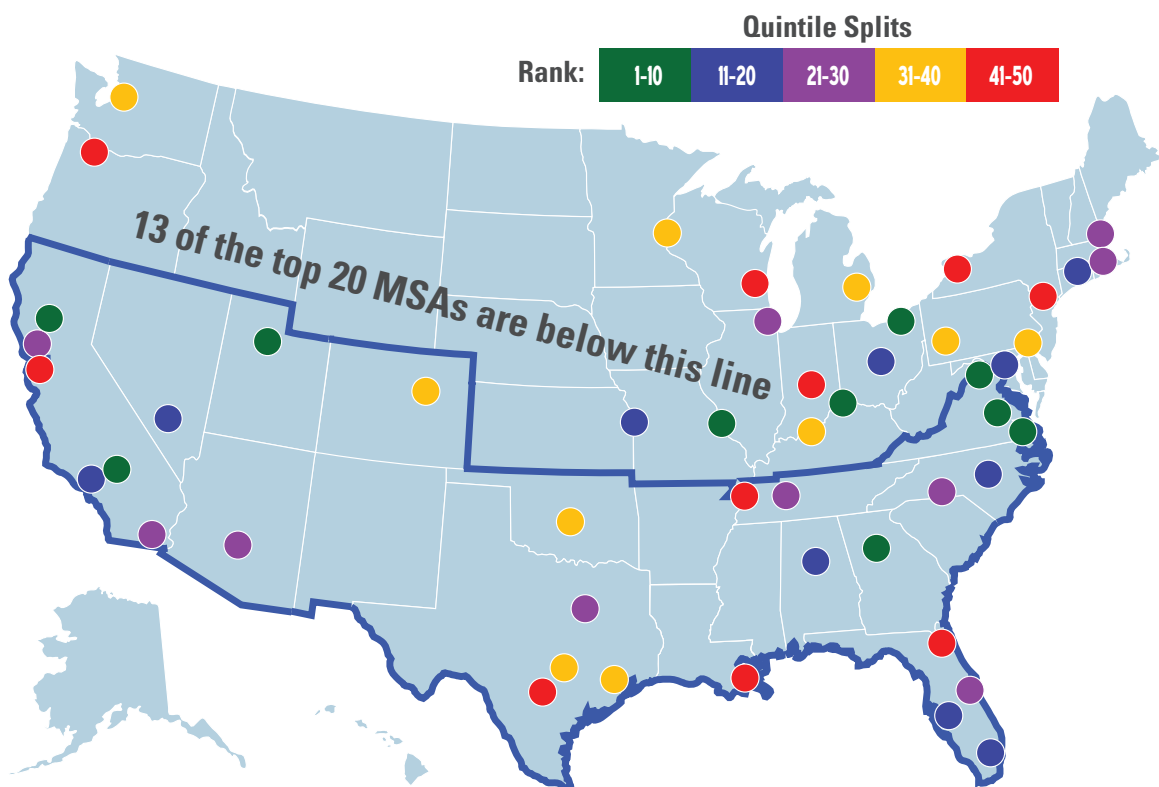 Quintile Splits
Rank: 1-10 11-20 21-30 31-40 41-50
13 of the top 20 MSAs are below this line